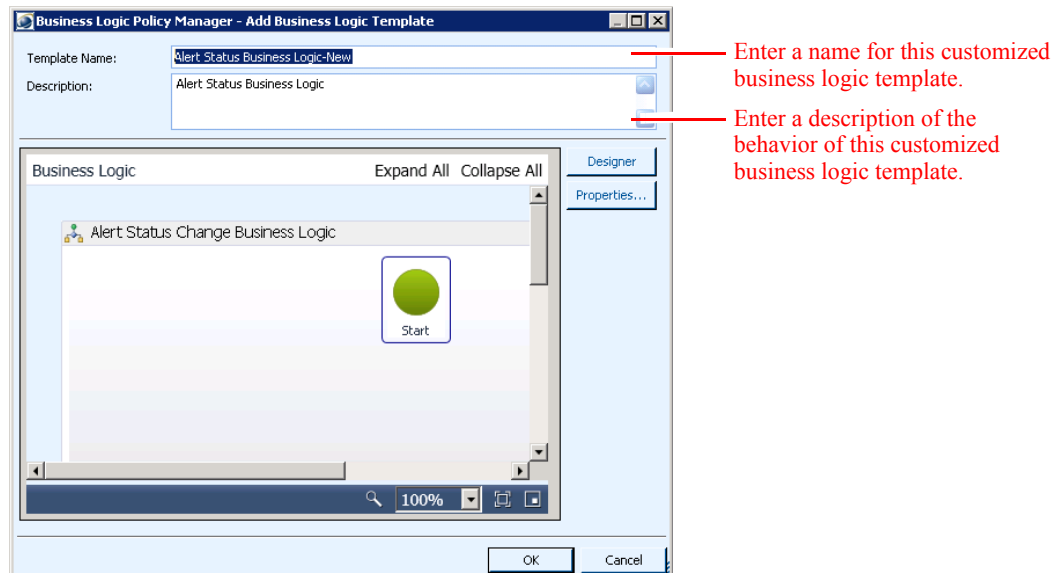 Business Logic Policy Manager - Add Business Logic Template
Template Name:
Alert Status Business Logic-New
Description:
Alert Status Business Logic
Enter a name for this customized
business logic template.
Enter a description of the
behavior of this customized
business logic template.
Business Logic
Expand All
Collapse All
Designer
Properties...
Alert Status Change Business Logic
Start
100%
OK
Cancel